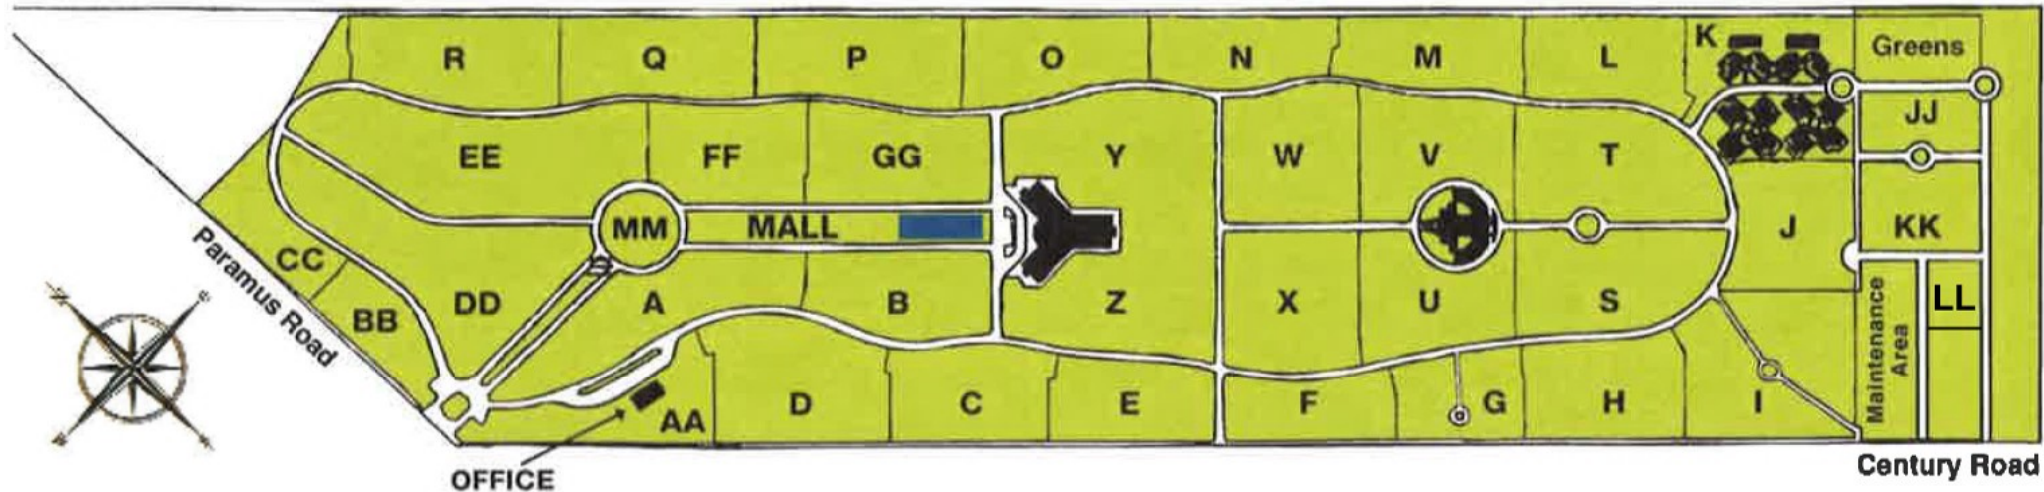 R Q P O N M L K Greens
JJ
EE FF GG Y W V T
MM MALL J KK
CC
Paramus Road
BB DD A B Z X U S
Maintenance
Area
LL
AA D C E F G H I
OFFICE
Century Road